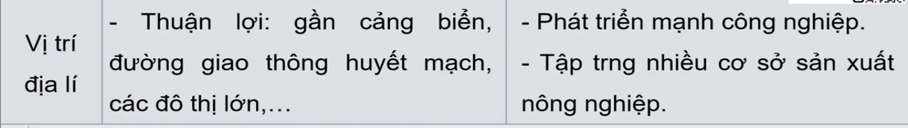 Vị trí
địa lí
- Thuận lợi: gần cảng biển,
đường giao thông huyết mạch,
các đô thị lớn,...
- Phát triển mạnh công nghiệp.
- Tập trng nhiều cơ sở sản xuất
nông nghiệp.